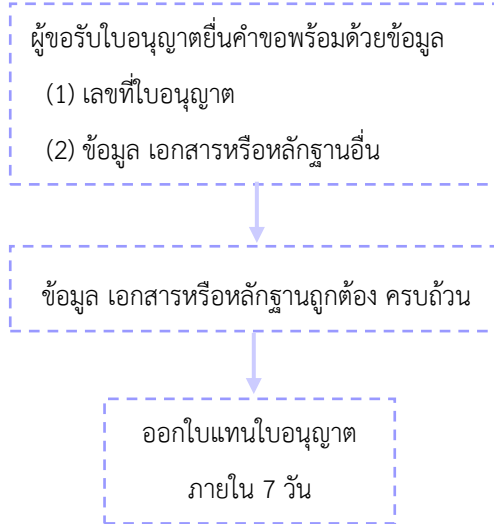 ผู้ขอรับใบอนุญาตยื่นคำขอพร้อมด้วยข้อมูล
(1) เลขที่ใบอนุญาต
(2) ข้อมูล เอกสารหรือหลักฐานอื่น
ข้อมูล เอกสารหรือหลักฐานถูกต้อง ครบถ้วน
ออกใบแทนใบอนุญาต
ภายใน 7 วัน